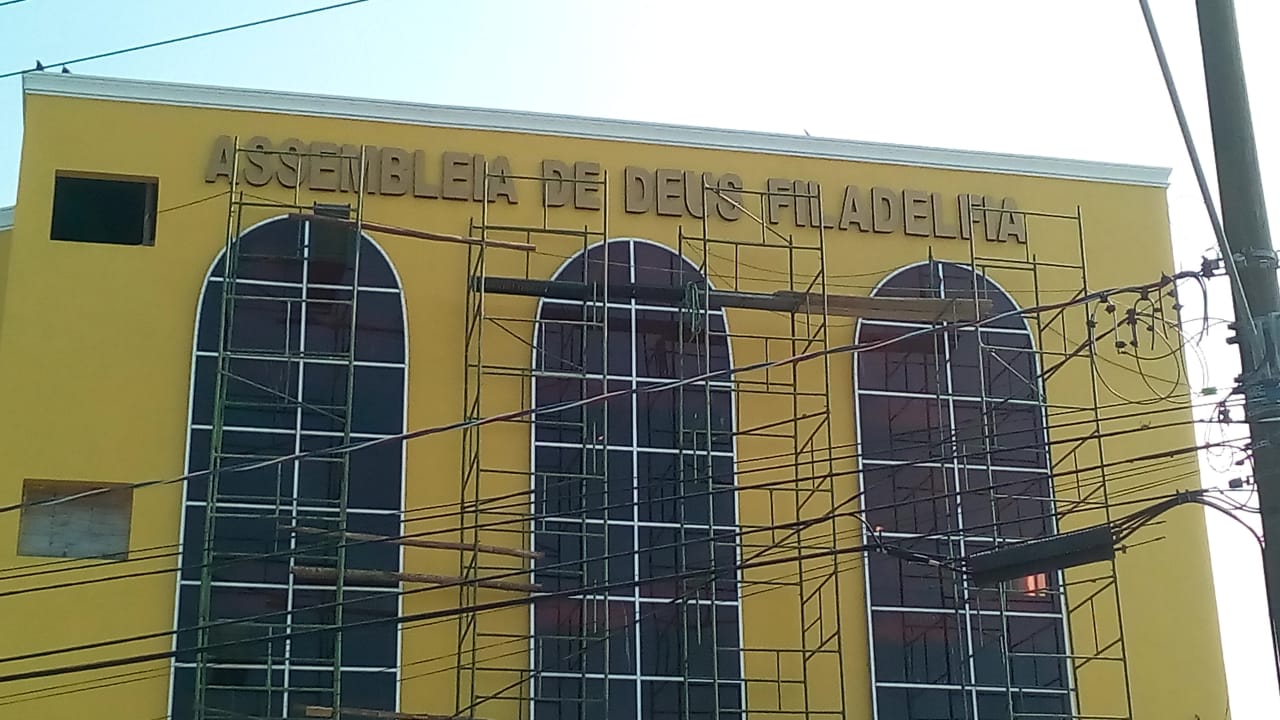 ASSEMBLEIA DE DEUS FILADELFIA